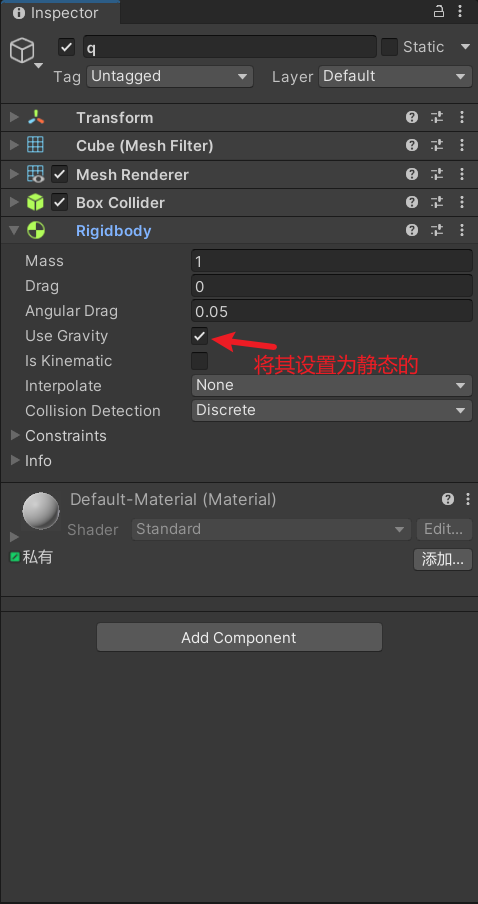 Inspector
q
Static
Tag Untagged Layer Default
Transform
Cube (Mesh Filter)
Mesh Renderer
Box Collider
Rigidbody
Mass 1
Drag 0
Angular Drag 0.05
Use Gravity
将其设置为静态的
Is Kinematic
Interpolate None
Collision Detection Discrete
Constraints
Info
Default-Material (Material)
Shader Standard Edit...
私有 添加...
Add Component